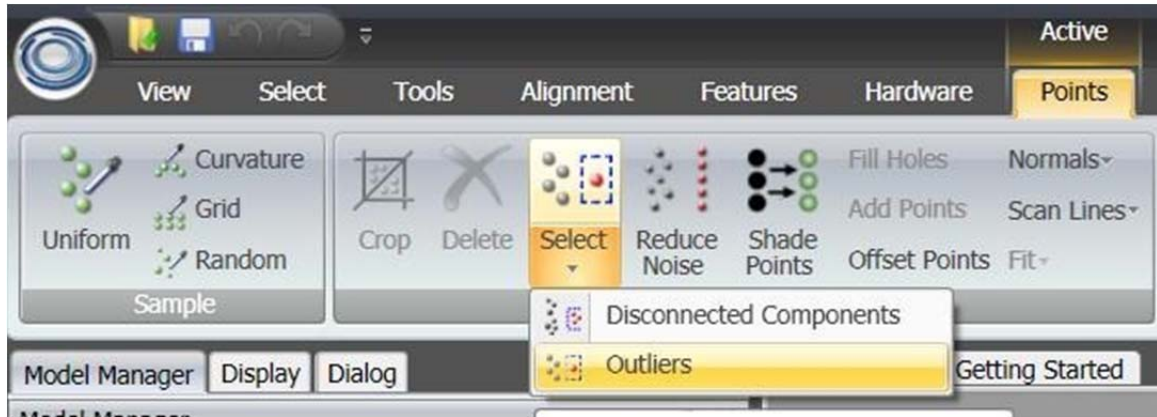 Active
View Select Tools Alignment Features Hardware Points
Curvature
Grid
Random
Uniform
Sample
Crop Delete Select Reduce Noise Shade Points
Fill Holes
Add Points
Offset Points
Normals
Scan Lines
Fit
Disconnected Components
Outliers
Model Manager Display Dialog Getting Started
Model Manager